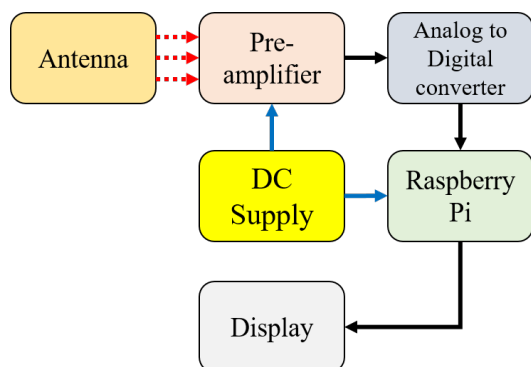 Antenna
Pre-
amplifier
Analog to
Digital
converter
DC
Supply
Raspberry
Pi
Display